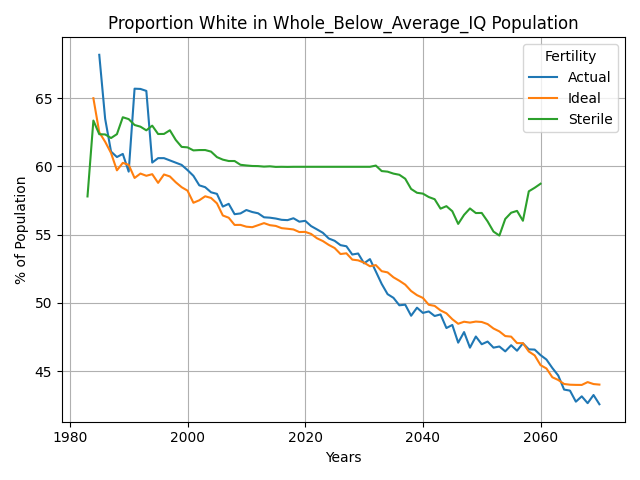 Proportion White in Whole_Below_Average_IQ Population
Fertility
Actual
Ideal
Sterile
% of Population
65
60
55
50
45
1980
2000
2020
2040
2060
Years